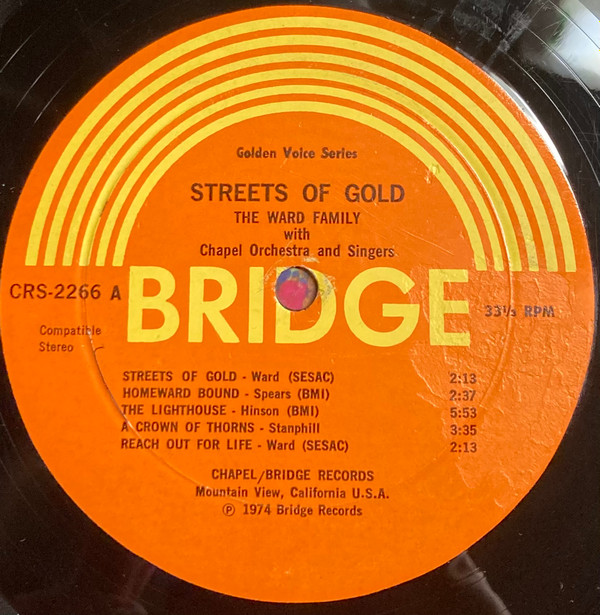 Golden Voice Series
STREETS OF GOLD
THE WARD FAMILY
with
Chapel Orchestra and Singers
CRS-2266 A
BRIDGE
33⅓ RPM
Compatible
Stereo
STREETS OF GOLD - Ward (SESAC) 2:13
HOMEWARD BOUND - Spears (BMI) 2:37
THE LIGHTHOUSE - Hinson (BMI) 5:53
A CROWN OF THORNS - Stanphill 3:35
REACH OUT FOR LIFE - Ward (SESAC) 2:13
CHAPEL/BRIDGE RECORDS
Mountain View, California U.S.A.
℗ 1974 Bridge Records